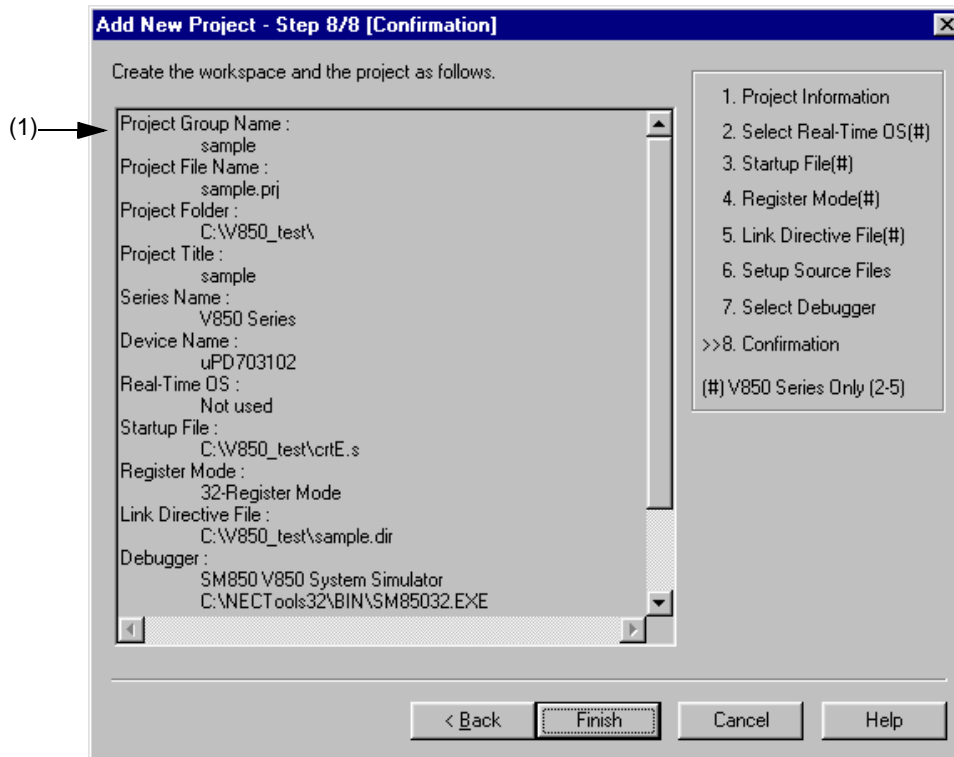 Add New Project - Step 8/8 [Confirmation]
Create the workspace and the project as follows.
(1)
Project Group Name :
sample
Project File Name :
sample.prj
Project Folder :
C:\V850_test\
Project Title :
sample
Series Name :
V850 Series
Device Name :
uPD703102
Real-Time OS :
Not used
Startup File :
C:\V850_test\crtE.s
Register Mode :
32-Register Mode
Link Directive File :
C:\V850_test\sample.dir
Debugger :
SM850 V850 System Simulator
C:\NECTools32\BIN\SM85032.EXE
1. Project Information
2. Select Real-Time OS(#)
3. Startup File(#)
4. Register Mode(#)
5. Link Directive File(#)
6. Setup Source Files
7. Select Debugger
>>8. Confirmation
(#) V850 Series Only (2-5)
< Back
Finish
Cancel
Help